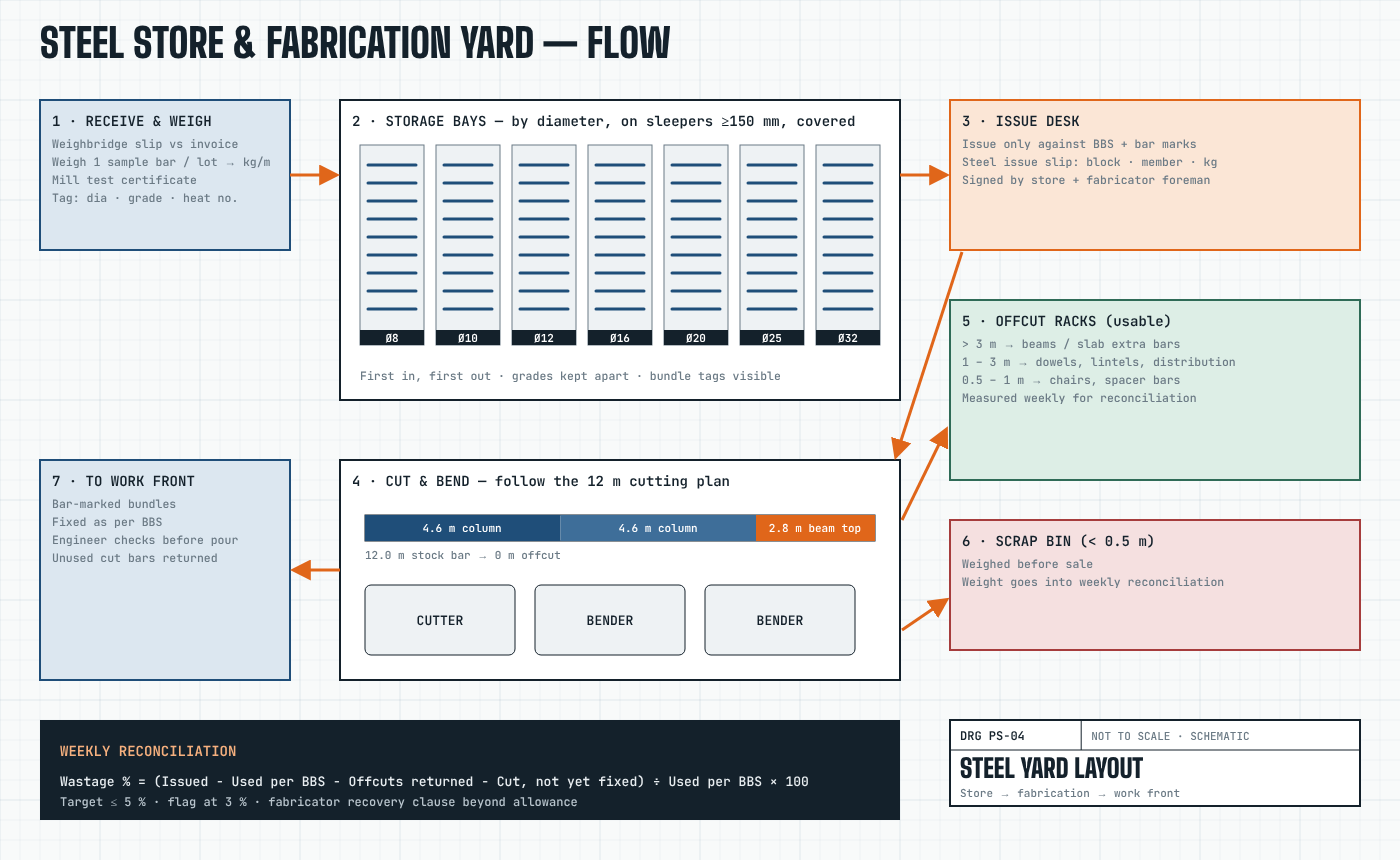 STEEL STORE & FABRICATION YARD — FLOW
1 · RECEIVE & WEIGH
Weighbridge slip vs invoice
Weigh 1 sample bar / lot → kg/m
Mill test certificate
Tag: dia · grade · heat no.
2 · STORAGE BAYS — by diameter, on sleepers ≥150 mm, covered
Ø8 Ø10 Ø12 Ø16 Ø20 Ø25 Ø32
First in, first out · grades kept apart · bundle tags visible
3 · ISSUE DESK
Issue only against BBS + bar marks
Steel issue slip: block · member · kg
Signed by store + fabricator foreman
4 · CUT & BEND — follow the 12 m cutting plan
4.6 m column 4.6 m column 2.8 m beam top
12.0 m stock bar → 0 m offcut
CUTTER BENDER BENDER
5 · OFFCUT RACKS (usable)
> 3 m → beams / slab extra bars
1 – 3 m → dowels, lintels, distribution
0.5 – 1 m → chairs, spacer bars
Measured weekly for reconciliation
6 · SCRAP BIN (< 0.5 m)
Weighed before sale
Weight goes into weekly reconciliation
7 · TO WORK FRONT
Bar-marked bundles
Fixed as per BBS
Engineer checks before pour
Unused cut bars returned
WEEKLY RECONCILIATION
Wastage % = (Issued - Used per BBS - Offcuts returned - Cut, not yet fixed) ÷ Used per BBS × 100
Target ≤ 5 % · flag at 3 % · fabricator recovery clause beyond allowance
DRG PS-04 NOT TO SCALE · SCHEMATIC
STEEL YARD LAYOUT
Store → fabrication → work front